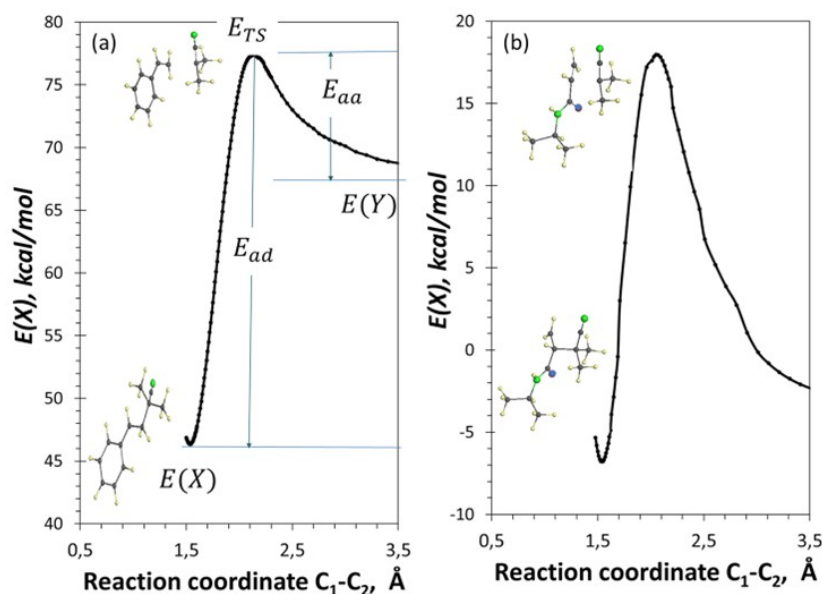 (a)
E_TS
E_aa
E(Y)
E_ad
E(X)
E(X), kcal/mol
80
75
70
65
60
55
50
45
40
0,5
1,5
2,5
3,5
Reaction coordinate C₁-C₂, Å
(b)
E(X), kcal/mol
20
15
10
5
0
-5
-10
0,5
1,5
2,5
3,5
Reaction coordinate C₁-C₂, Å